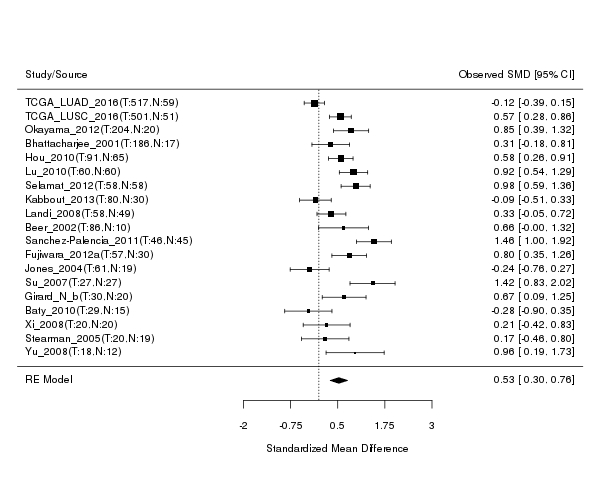 Study/Source Observed SMD [95% CI]
TCGA_LUAD_2016(T:517,N:59) -0.12 [-0.39, 0.15]
TCGA_LUSC_2016(T:501,N:51) 0.57 [ 0.28, 0.86]
Okayama_2012(T:204,N:20) 0.85 [ 0.39, 1.32]
Bhattacharjee_2001(T:186,N:17) 0.31 [-0.18, 0.81]
Hou_2010(T:91,N:65) 0.58 [ 0.26, 0.91]
Lu_2010(T:60,N:60) 0.92 [ 0.54, 1.29]
Selamat_2012(T:58,N:58) 0.98 [ 0.59, 1.36]
Kabbout_2013(T:80,N:30) -0.09 [-0.51, 0.33]
Landi_2008(T:58,N:49) 0.33 [-0.05, 0.72]
Beer_2002(T:86,N:10) 0.66 [-0.00, 1.32]
Sanchez-Palencia_2011(T:46,N:45) 1.46 [ 1.00, 1.92]
Fujiwara_2012a(T:57,N:30) 0.80 [ 0.35, 1.26]
Jones_2004(T:61,N:19) -0.24 [-0.76, 0.27]
Su_2007(T:27,N:27) 1.42 [ 0.83, 2.02]
Girard_N_b(T:30,N:20) 0.67 [ 0.09, 1.25]
Baty_2010(T:29,N:15) -0.28 [-0.90, 0.35]
Xi_2008(T:20,N:20) 0.21 [-0.42, 0.83]
Stearman_2005(T:20,N:19) 0.17 [-0.46, 0.80]
Yu_2008(T:18,N:12) 0.96 [ 0.19, 1.73]
RE Model 0.53 [ 0.30, 0.76]
-2 -0.75 0.5 1.75 3
Standardized Mean Difference